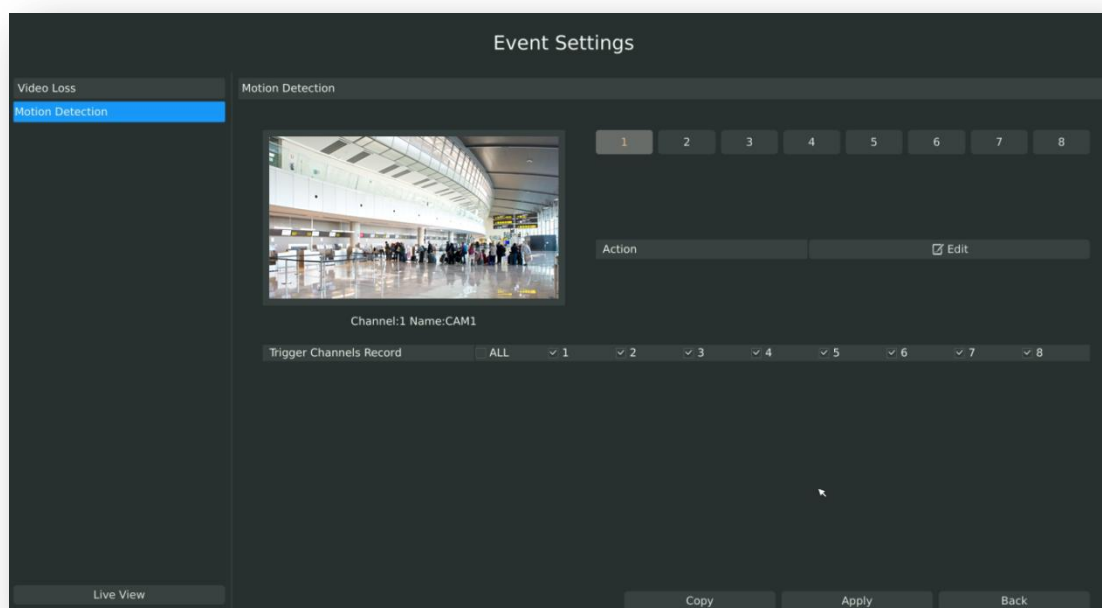 Event Settings
Video Loss
Motion Detection
Motion Detection
1 2 3 4 5 6 7 8
Action Edit
Channel:1 Name:CAM1
Trigger Channels Record ALL 1 2 3 4 5 6 7 8
Live View
Copy Apply Back